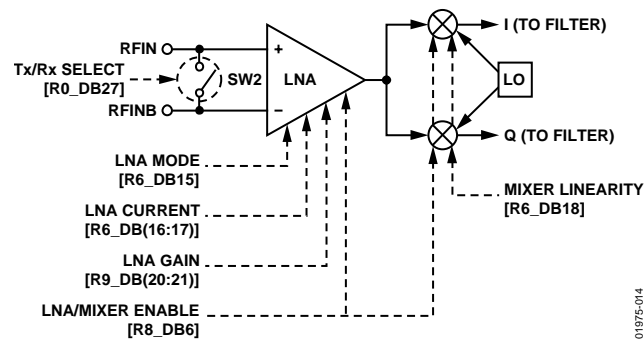 RFIN
I (TO FILTER)
Tx/Rx SELECT
[R0_DB27]
+
SW2
LNA
LO
RFINB
−
Q (TO FILTER)
LNA MODE
[R6_DB15]
MIXER LINEARITY
[R6_DB18]
LNA CURRENT
[R6_DB(16:17)]
LNA GAIN
[R9_DB(20:21)]
LNA/MIXER ENABLE
[R8_DB6]
01975-014